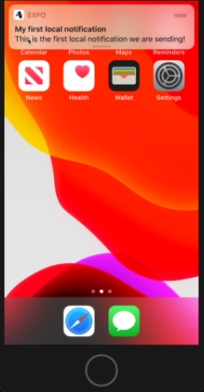 EXPO now
My first local notification
This is the first local notification we are sending!
Calendar Photos Maps Reminders
News Health Wallet Settings